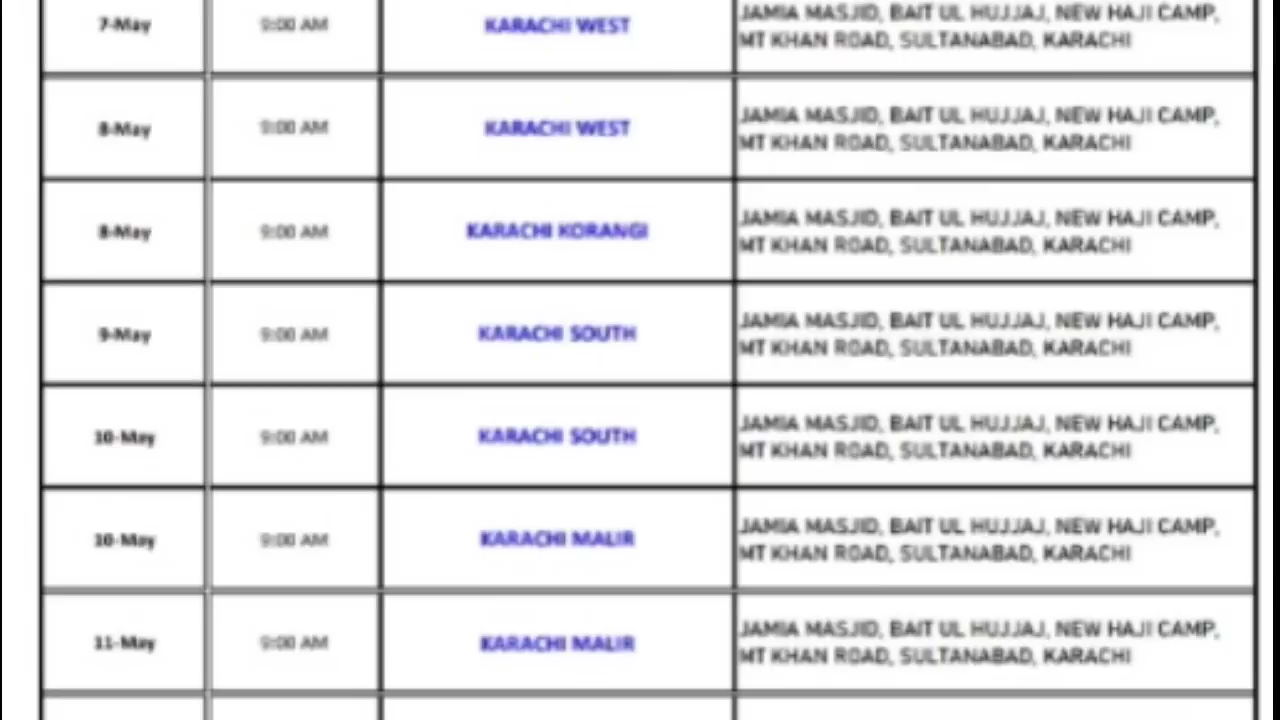 7-May 9:00 AM KARACHI WEST JAMIA MASJID, BAIT UL HUJJAJ, NEW HAJI CAMP,
MT KHAN ROAD, SULTANABAD, KARACHI
8-May 9:00 AM KARACHI WEST JAMIA MASJID, BAIT UL HUJJAJ, NEW HAJI CAMP,
MT KHAN ROAD, SULTANABAD, KARACHI
8-May 9:00 AM KARACHI KORANGI JAMIA MASJID, BAIT UL HUJJAJ, NEW HAJI CAMP,
MT KHAN ROAD, SULTANABAD, KARACHI
9-May 9:00 AM KARACHI SOUTH JAMIA MASJID, BAIT UL HUJJAJ, NEW HAJI CAMP,
MT KHAN ROAD, SULTANABAD, KARACHI
10-May 9:00 AM KARACHI SOUTH JAMIA MASJID, BAIT UL HUJJAJ, NEW HAJI CAMP,
MT KHAN ROAD, SULTANABAD, KARACHI
10-May 9:00 AM KARACHI MALIR JAMIA MASJID, BAIT UL HUJJAJ, NEW HAJI CAMP,
MT KHAN ROAD, SULTANABAD, KARACHI
11-May 9:00 AM KARACHI MALIR JAMIA MASJID, BAIT UL HUJJAJ, NEW HAJI CAMP,
MT KHAN ROAD, SULTANABAD, KARACHI